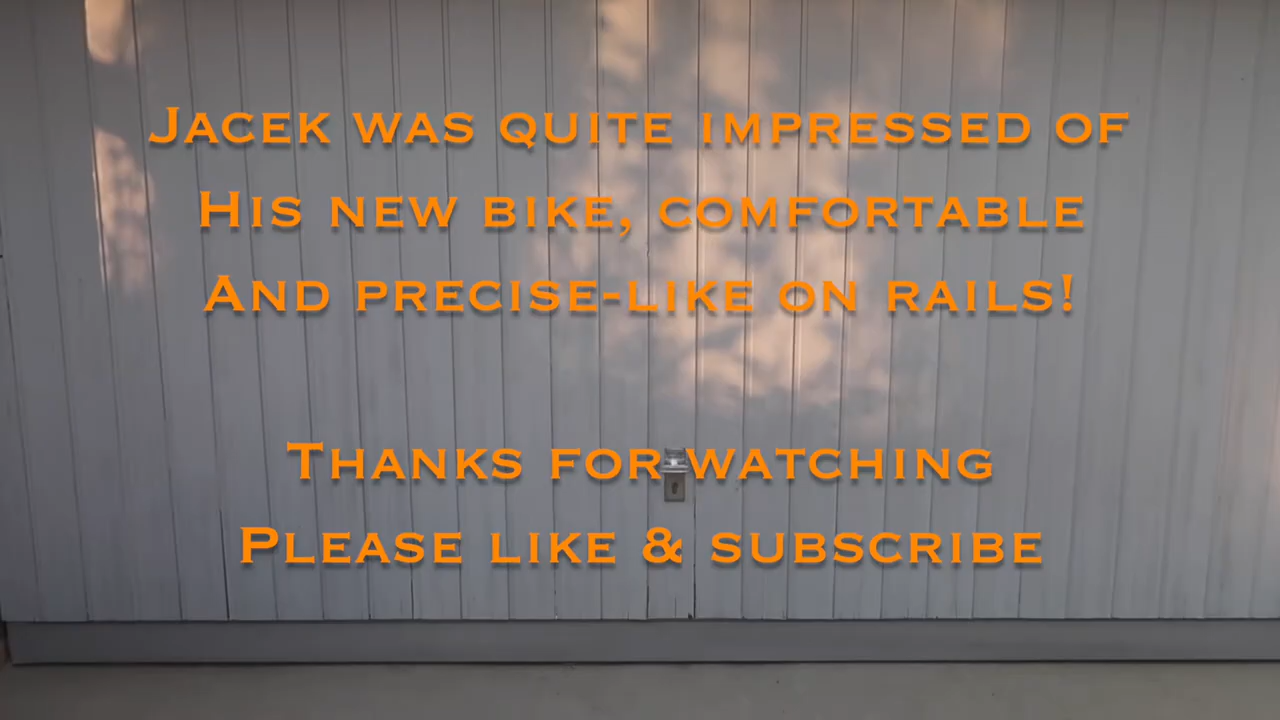 Jacek was quite impressed of
His new bike, comfortable
And precise-like on rails!
Thanks for watching
Please like & subscribe